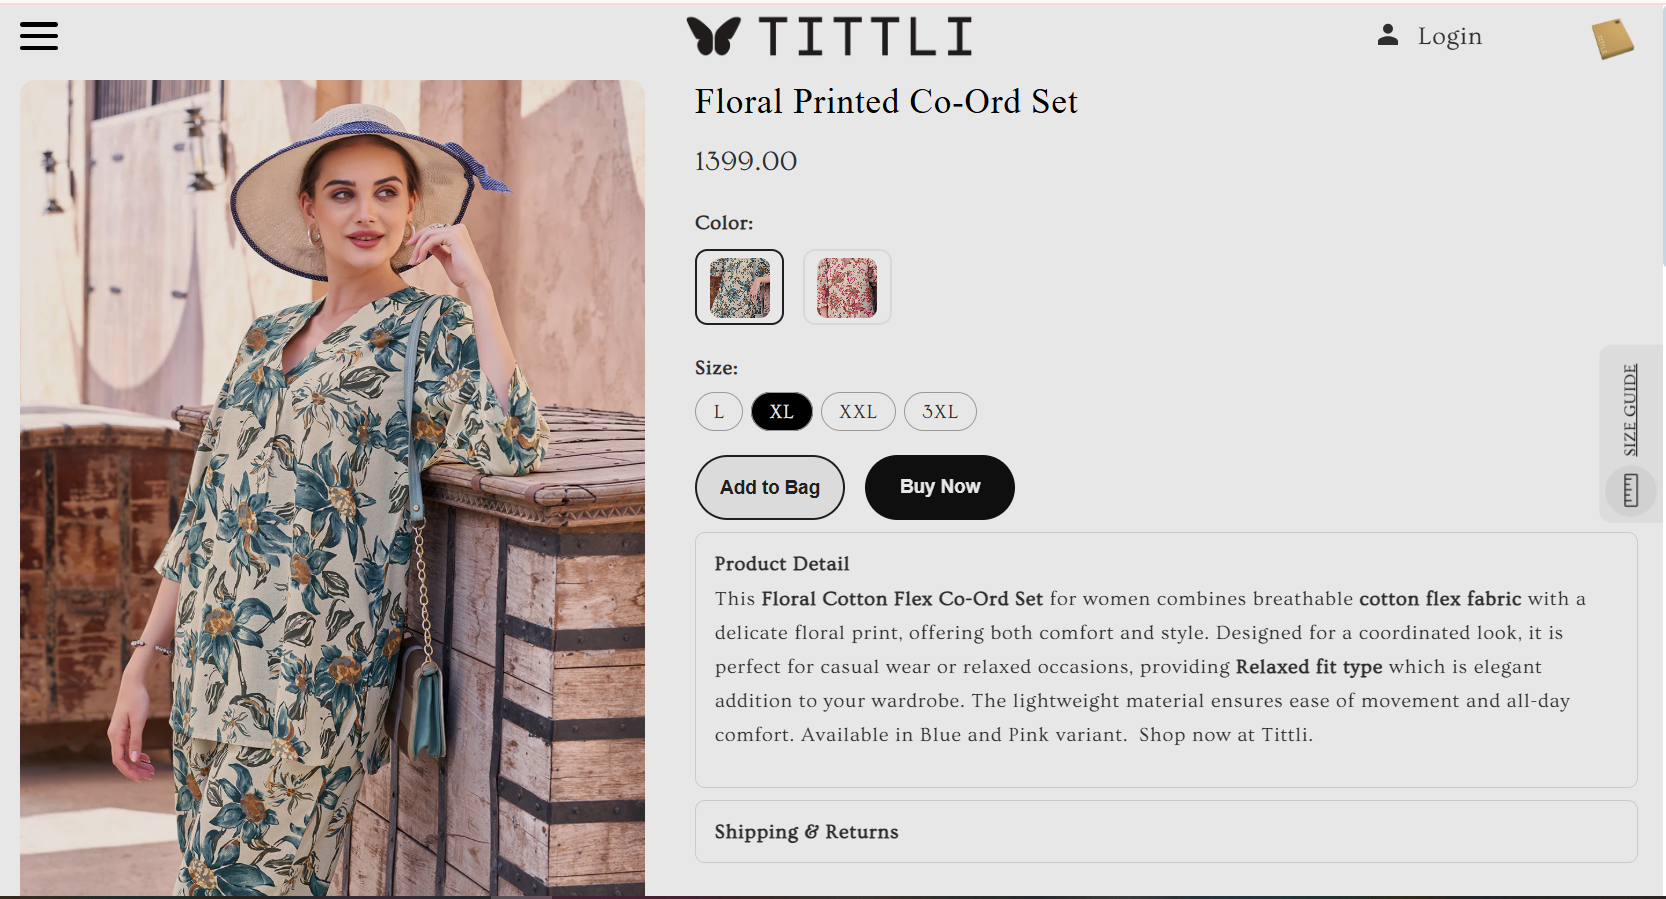 TITTLI
Login
Floral Printed Co-Ord Set
1399.00
Color:
Size:
L
XL
XXL
3XL
SIZE GUIDE
Add to Bag
Buy Now
Product Detail
This Floral Cotton Flex Co-Ord Set for women combines breathable cotton flex fabric with a
delicate floral print, offering both comfort and style. Designed for a coordinated look, it is
perfect for casual wear or relaxed occasions, providing Relaxed fit type which is elegant
addition to your wardrobe. The lightweight material ensures ease of movement and all-day
comfort. Available in Blue and Pink variant.  Shop now at Tittli.
Shipping & Returns